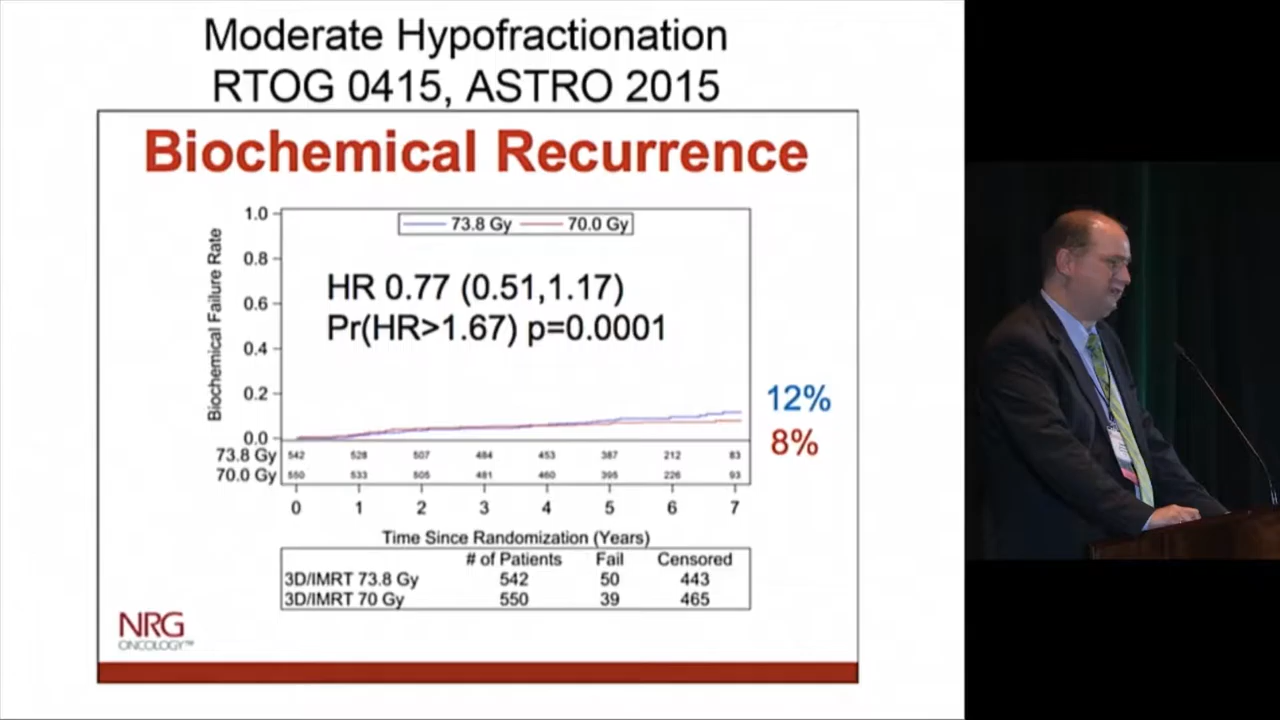 Moderate Hypofractionation
RTOG 0415, ASTRO 2015
Biochemical Recurrence
1.0
0.8
0.6
0.4
0.2
0.0
Biochemical Failure Rate
73.8 Gy 70.0 Gy
HR 0.77 (0.51,1.17)
Pr(HR>1.67) p=0.0001
12%
8%
73.8 Gy 542 528 507 484 453 387 212 83
70.0 Gy 550 533 505 481 460 395 226 93
0 1 2 3 4 5 6 7
Time Since Randomization (Years)
# of Patients Fail Censored
3D/IMRT 73.8 Gy 542 50 443
3D/IMRT 70 Gy 550 39 465
NRG
ONCOLOGY™